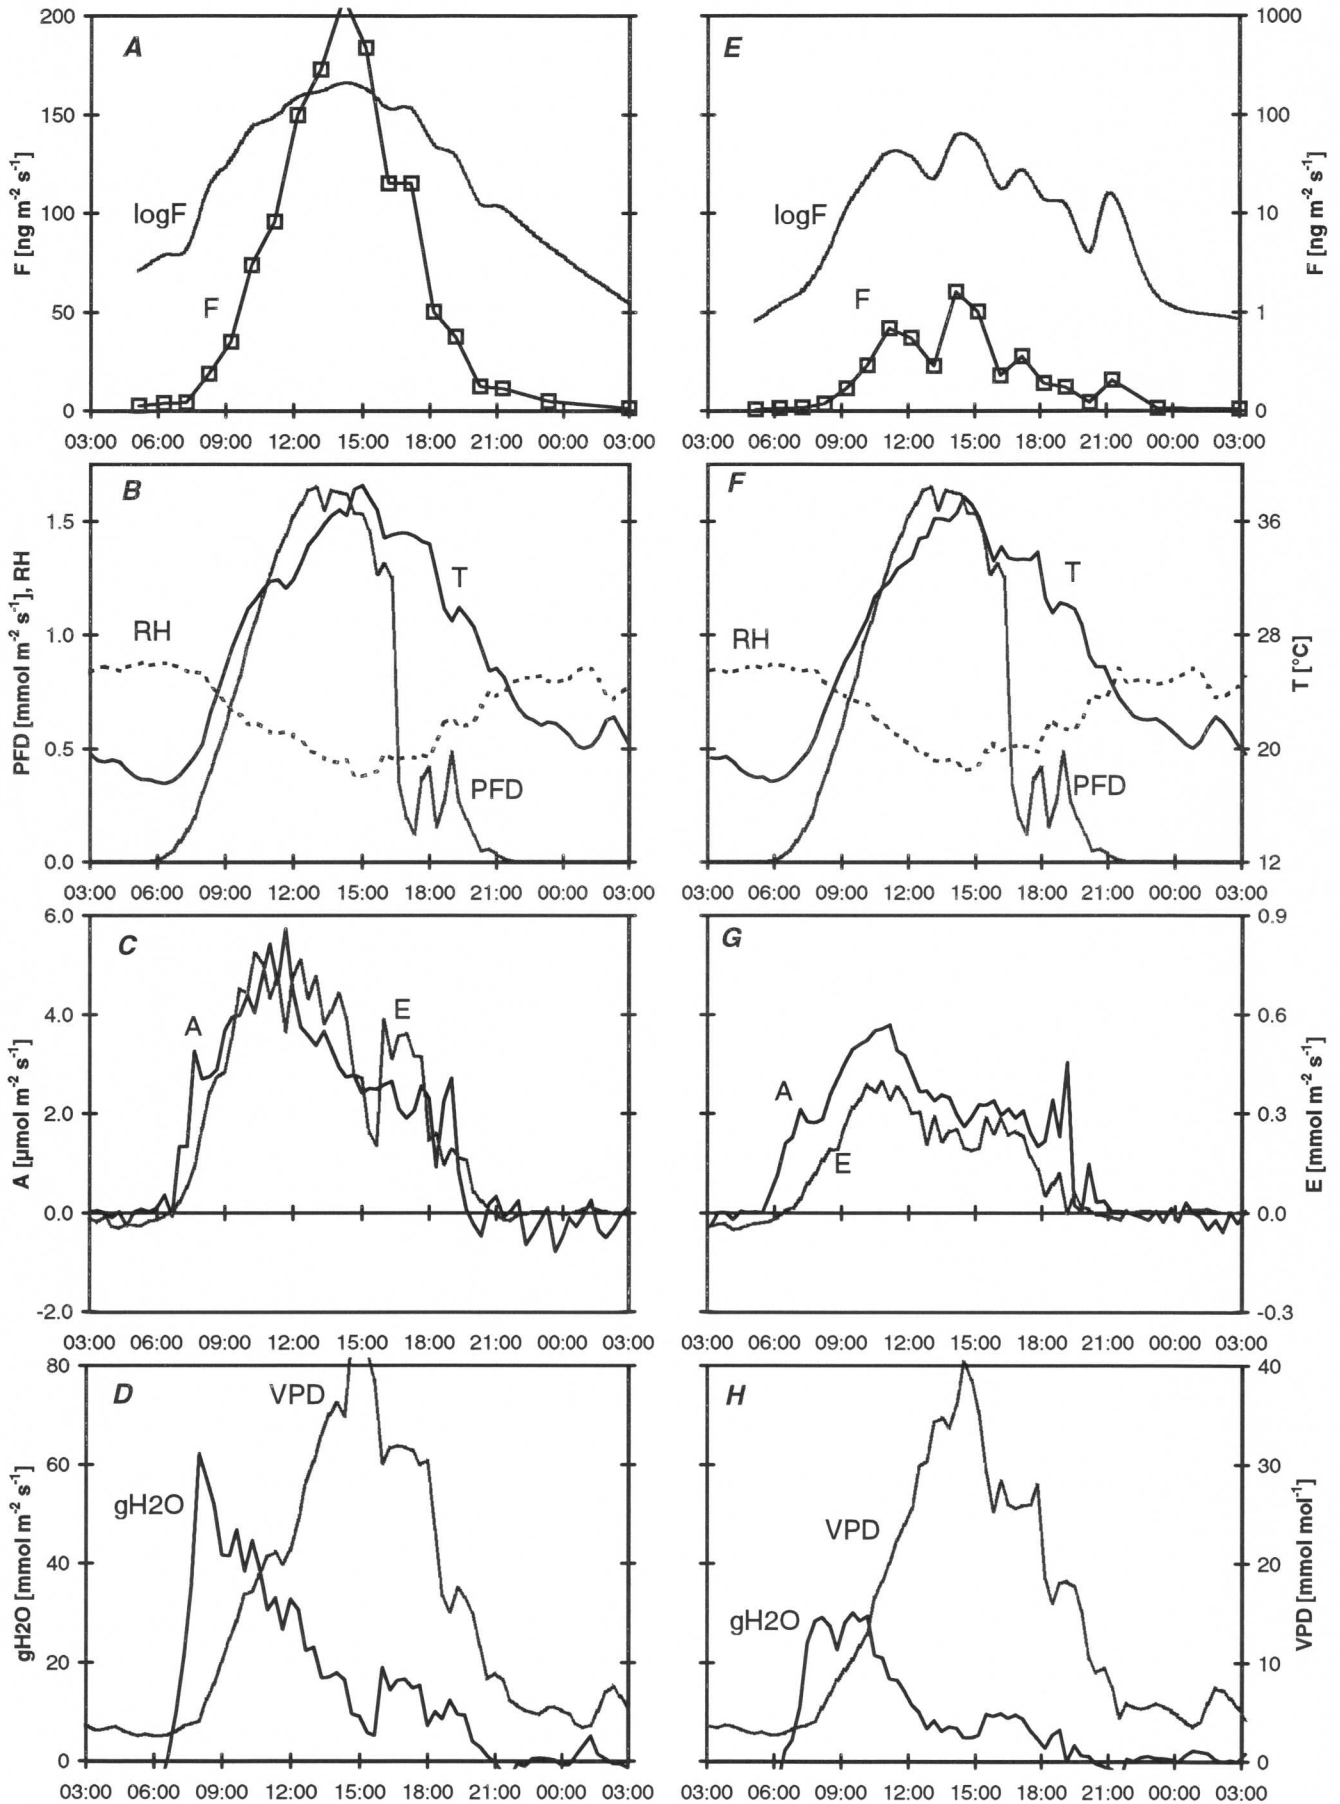 A
200
150
100
50
0
F [ng m-2 s-1]
logF
F
03:00 06:00 09:00 12:00 15:00 18:00 21:00 00:00 03:00
E
1000
100
10
1
0
F [ng m-2 s-1]
logF
F
03:00 06:00 09:00 12:00 15:00 18:00 21:00 00:00 03:00
B
1.5
1.0
0.5
0.0
PFD [mmol m-2 s-1], RH
RH
T
PFD
03:00 06:00 09:00 12:00 15:00 18:00 21:00 00:00 03:00
F
36
28
20
12
T [°C]
RH
T
PFD
03:00 06:00 09:00 12:00 15:00 18:00 21:00 00:00 03:00
C
6.0
4.0
2.0
0.0
-2.0
A [µmol m-2 s-1]
A
E
03:00 06:00 09:00 12:00 15:00 18:00 21:00 00:00 03:00
G
0.9
0.6
0.3
0.0
-0.3
E [mmol m-2 s-1]
A
E
03:00 06:00 09:00 12:00 15:00 18:00 21:00 00:00 03:00
D
80
60
40
20
0
gH2O [mmol m-2 s-1]
VPD
gH2O
03:00 06:00 09:00 12:00 15:00 18:00 21:00 00:00 03:00
H
40
30
20
10
0
VPD [mmol mol-1]
VPD
gH2O
03:00 06:00 09:00 12:00 15:00 18:00 21:00 00:00 03:00